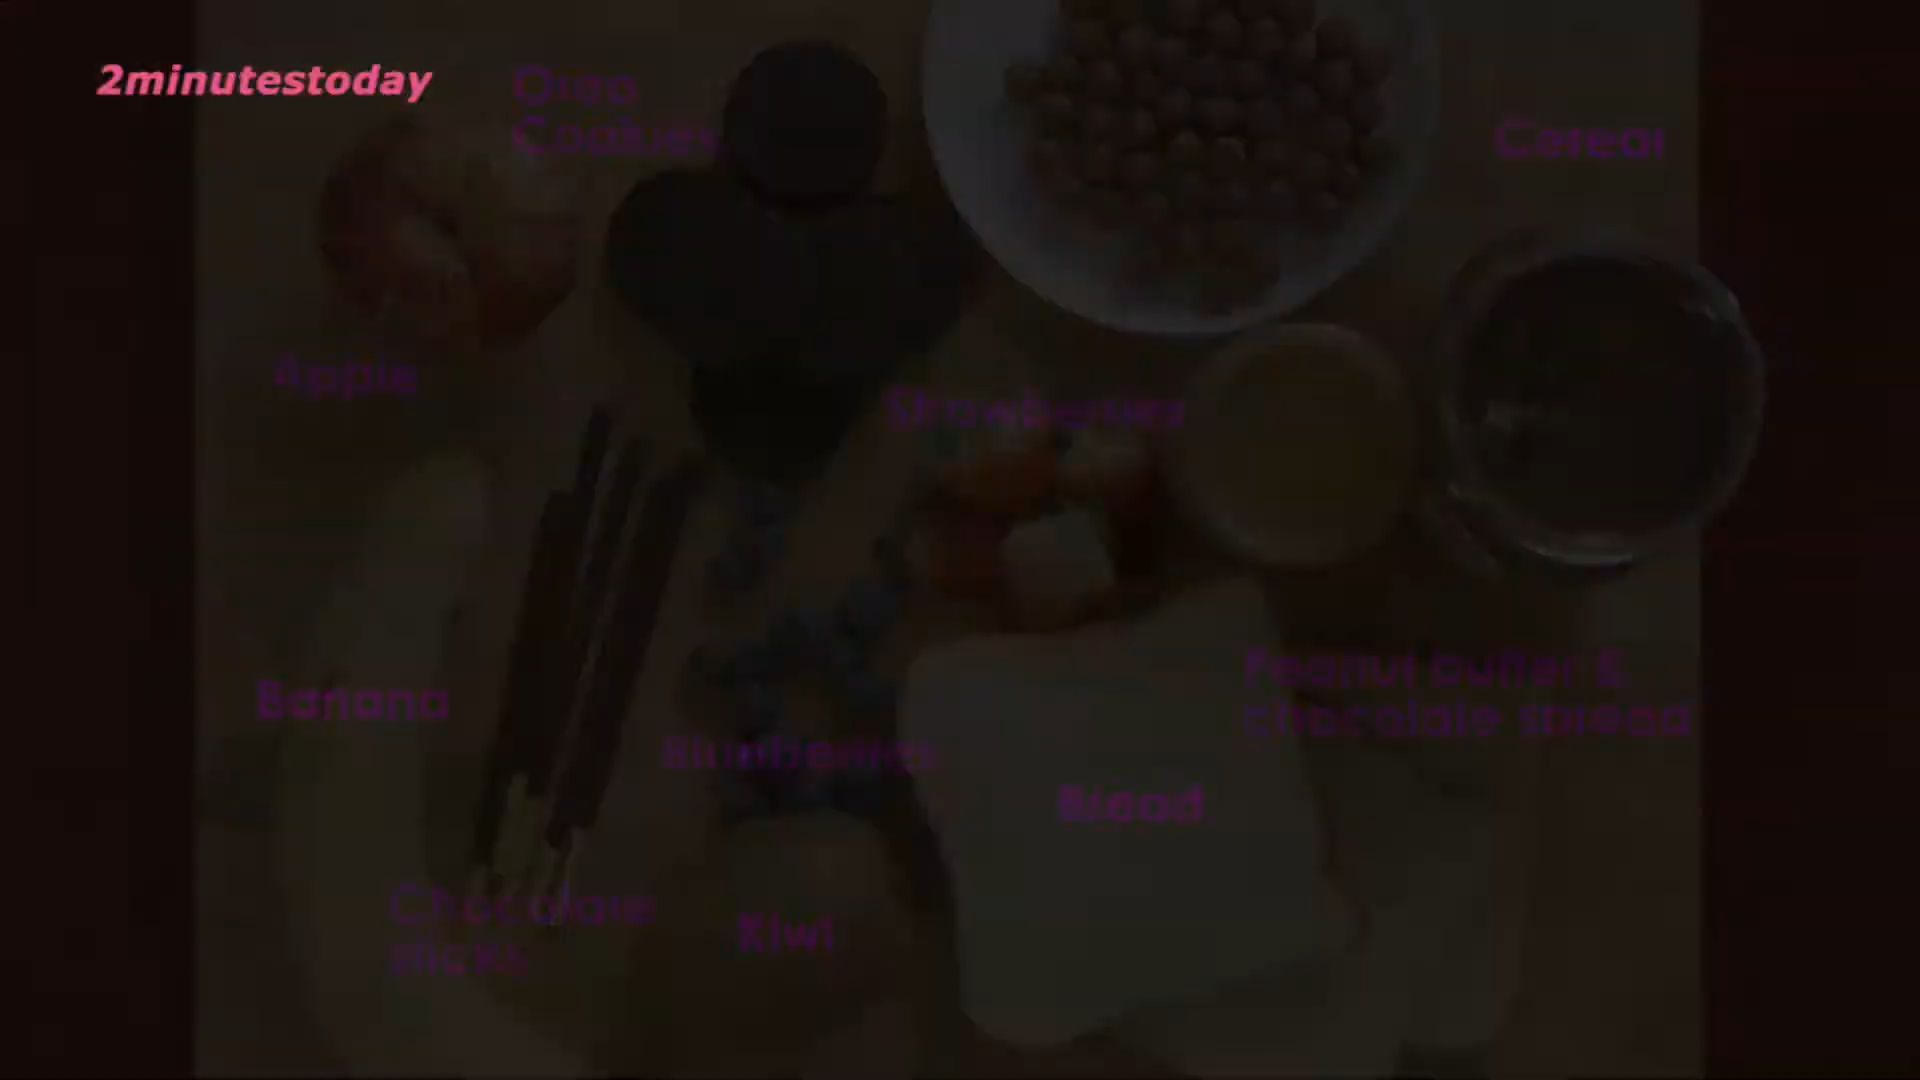 2minutestoday
Oreo
Cookies
Cereal
Apple
Strawberries
Peanut butter &
chocolate spread
Banana
Blueberries
Bread
Chocolate
sticks
Kiwi